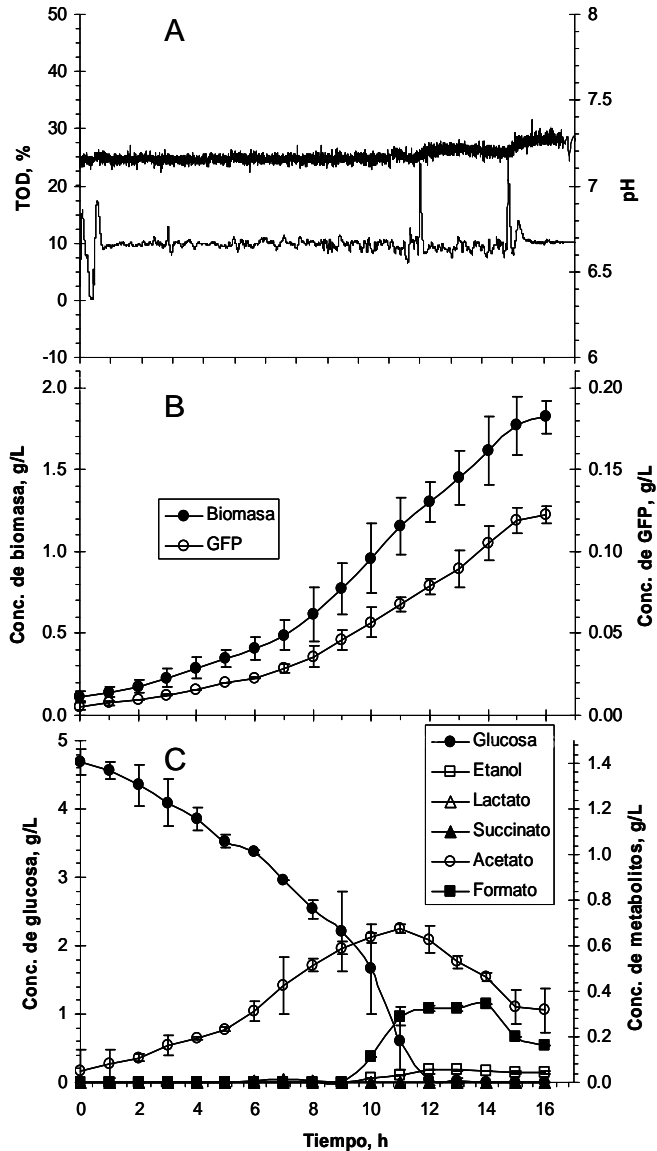 A
TOD, %
50
40
30
20
10
0
-10
8
7.5
7
6.5
6
pH
B
Conc. de biomasa, g/L
2.0
1.5
1.0
0.5
0.0
Biomasa
GFP
0.20
0.15
0.10
0.05
0.00
Conc. de GFP, g/L
C
Conc. de glucosa, g/L
5
4
3
2
1
0
Glucosa
Etanol
Lactato
Succinato
Acetato
Formato
1.4
1.2
1.0
0.8
0.6
0.4
0.2
0.0
Conc. de metabolitos, g/L
0 2 4 6 8 10 12 14 16
Tiempo, h